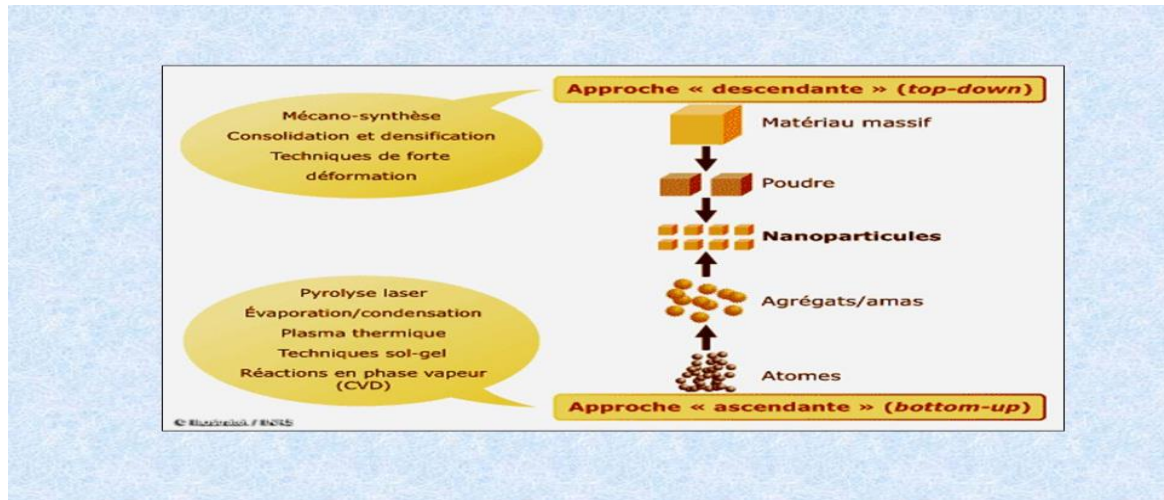 Approche « descendante » (top-down)
Mécano-synthèse
Consolidation et densification
Techniques de forte
déformation
Matériau massif
Poudre
Nanoparticules
Agrégats/amas
Atomes
Pyrolyse laser
Évaporation/condensation
Plasma thermique
Techniques sol-gel
Réactions en phase vapeur
(CVD)
Approche « ascendante » (bottom-up)
©